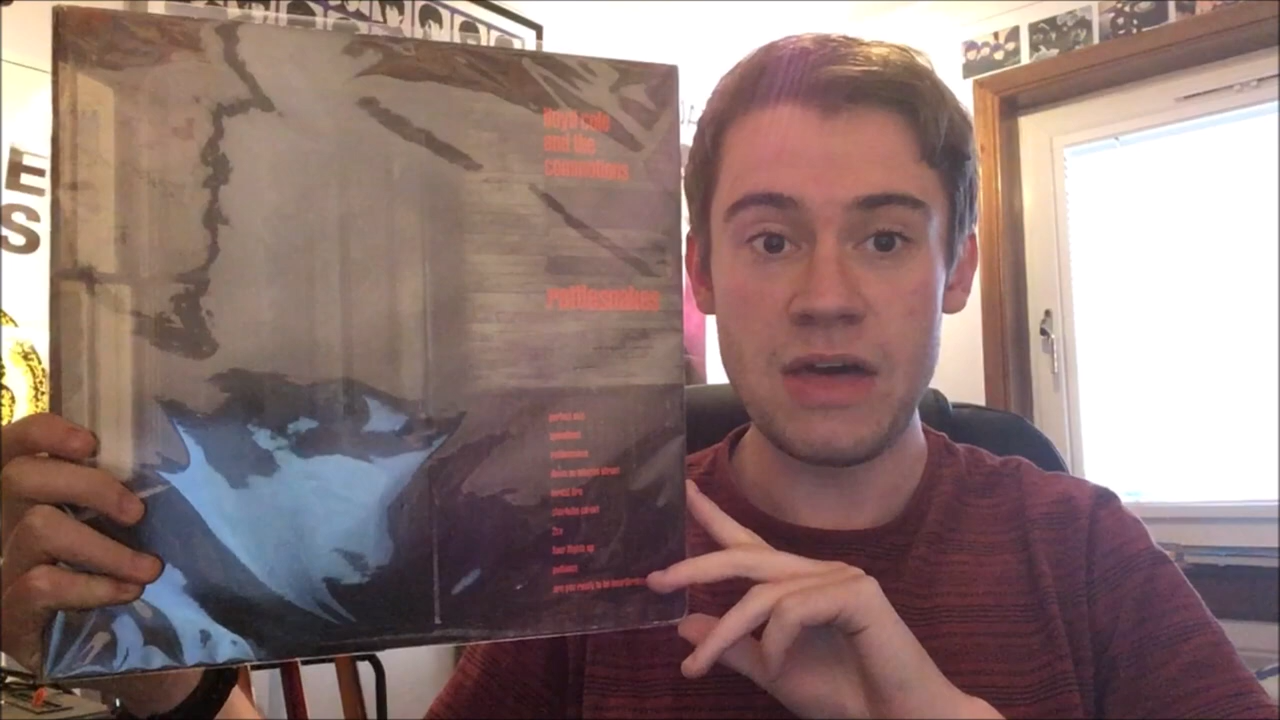 E
S
lloyd cole
and the
commotions
rattlesnakes
perfect skin
speedboat
rattlesnakes
down on mission street
forest fire
charlotte street
2cv
four flights up
patience
are you ready to be heartbroken